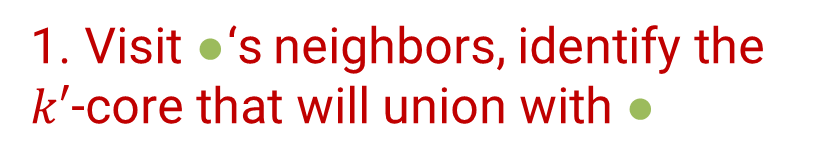 1. Visit ●‘s neighbors, identify the
k′-core that will union with ●